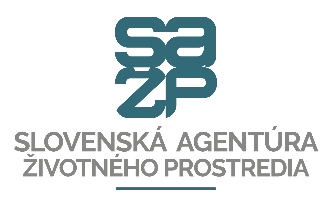 sa
žp
SLOVENSKÁ AGENTÚRA
ŽIVOTNÉHO PROSTREDIA